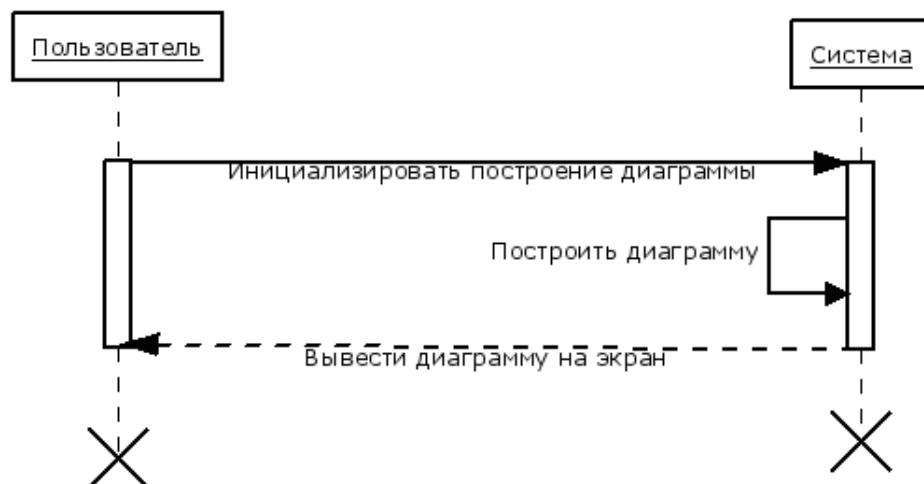 Пользователь
Система
Инициализировать построение диаграммы
Построить диаграмму
Вывести диаграмму на экран